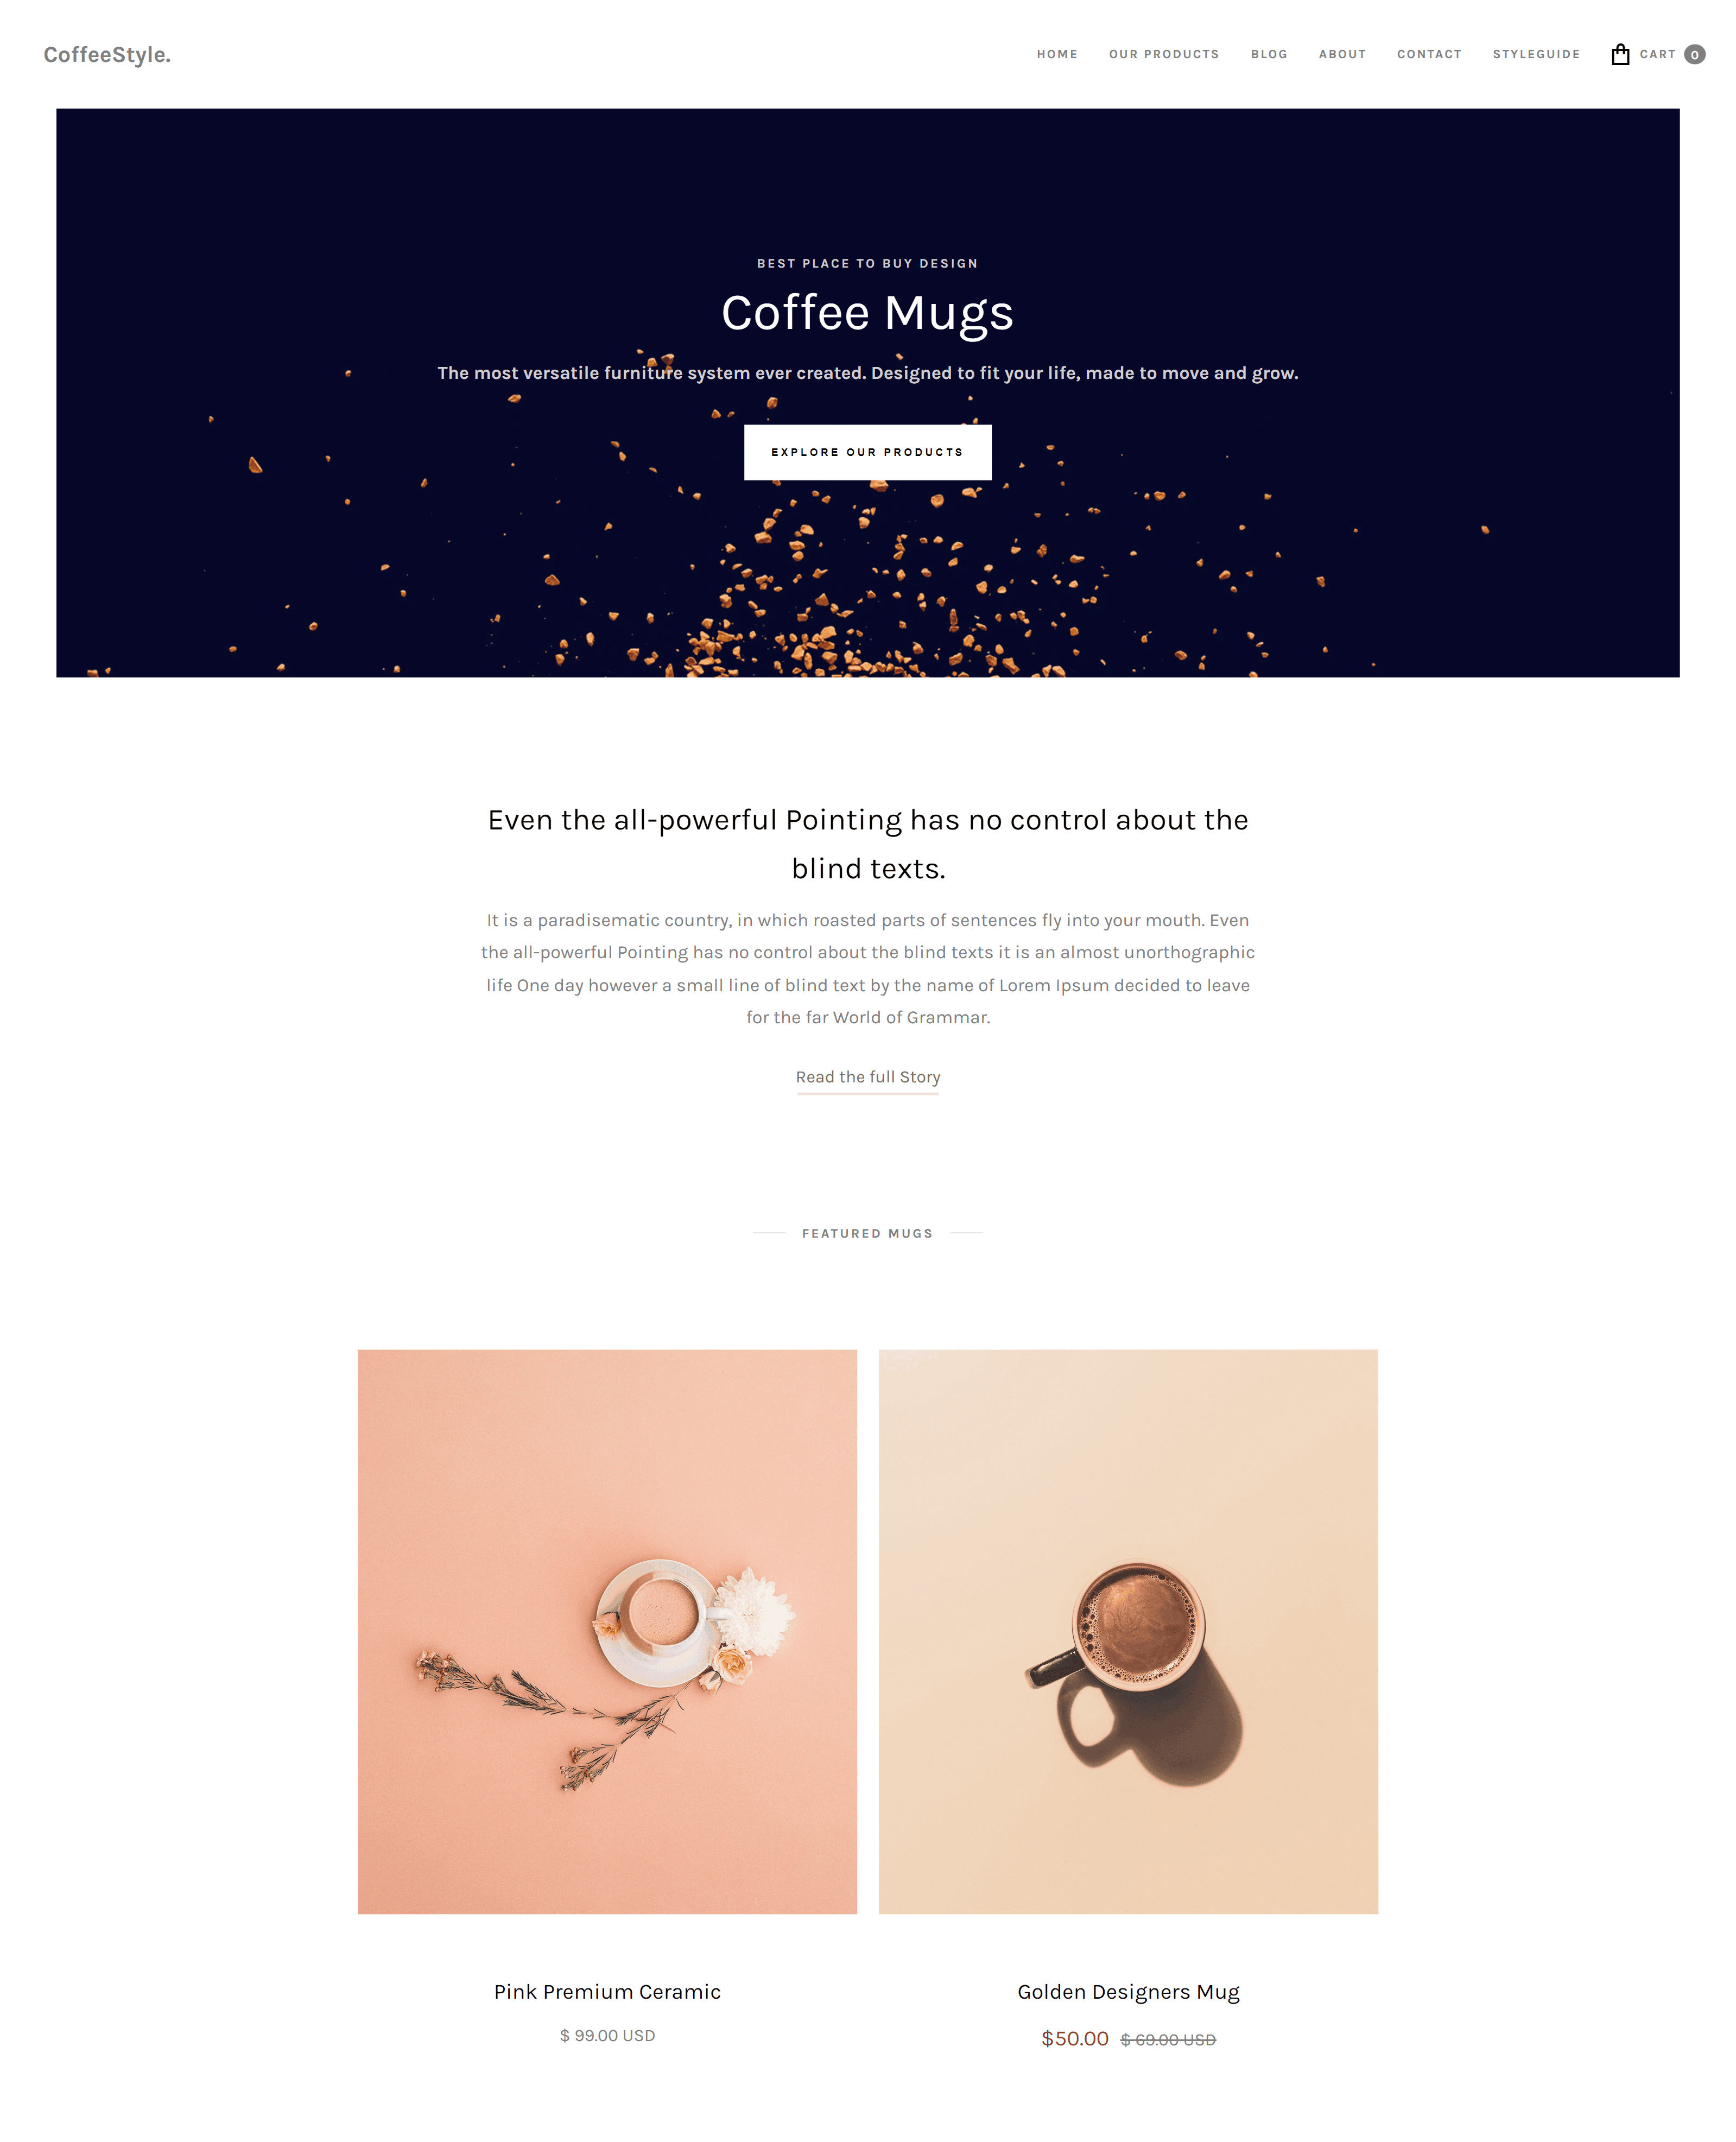 CoffeeStyle.
HOME OUR PRODUCTS BLOG ABOUT CONTACT STYLEGUIDE CART 0
BEST PLACE TO BUY DESIGN
Coffee Mugs
The most versatile furniture system ever created. Designed to fit your life, made to move and grow.
EXPLORE OUR PRODUCTS
Even the all-powerful Pointing has no control about the
blind texts.
It is a paradisematic country, in which roasted parts of sentences fly into your mouth. Even
the all-powerful Pointing has no control about the blind texts it is an almost unorthographic
life One day however a small line of blind text by the name of Lorem Ipsum decided to leave
for the far World of Grammar.
Read the full Story
FEATURED MUGS
Pink Premium Ceramic
$ 99.00 USD
Golden Designers Mug
$50.00 $ 69.00 USD